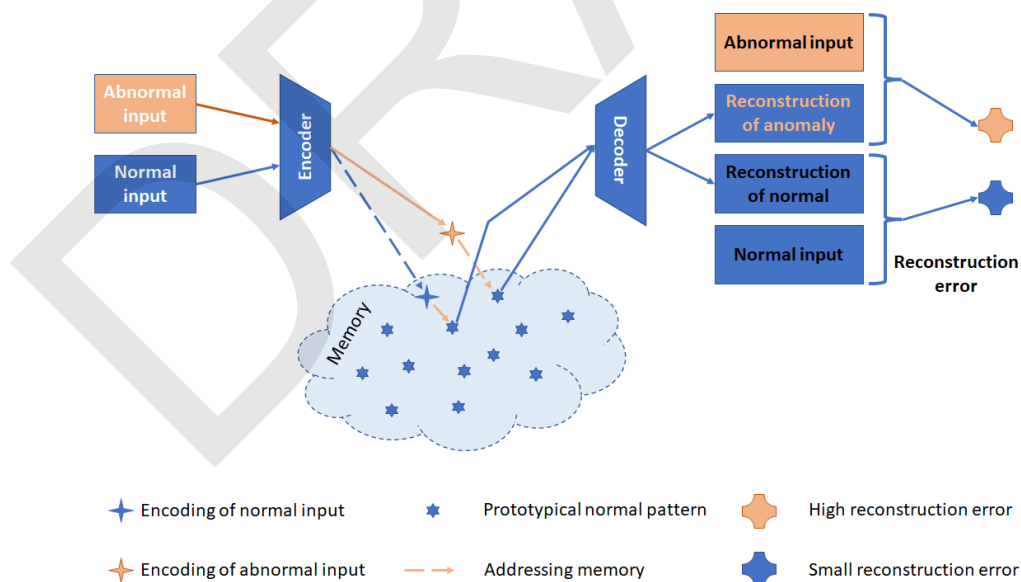 Abnormal
input
Normal
input
Encoder
Memory
Decoder
Abnormal input
Reconstruction
of anomaly
Reconstruction
of normal
Normal input
Reconstruction
error
Encoding of normal input
Prototypical normal pattern
High reconstruction error
Encoding of abnormal input
Addressing memory
Small reconstruction error